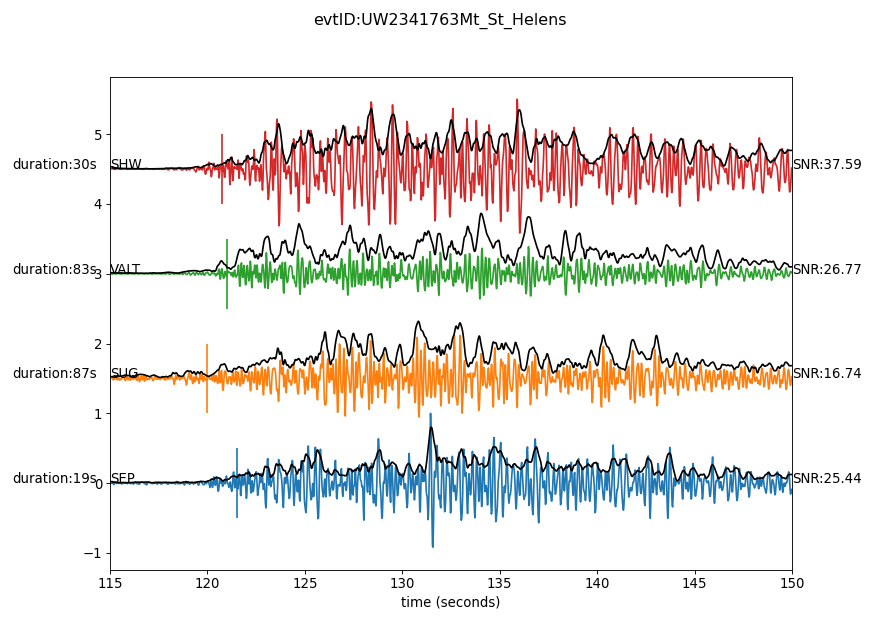 evtID:UW2341763Mt_St_Helens
5
duration:30s SHW SNR:37.59
4
duration:83s 3 VALT SNR:26.77
2
duration:87s SUG SNR:16.74
1
duration:19s 0 SEP SNR:25.44
−1
115 120 125 130 135 140 145 150
time (seconds)